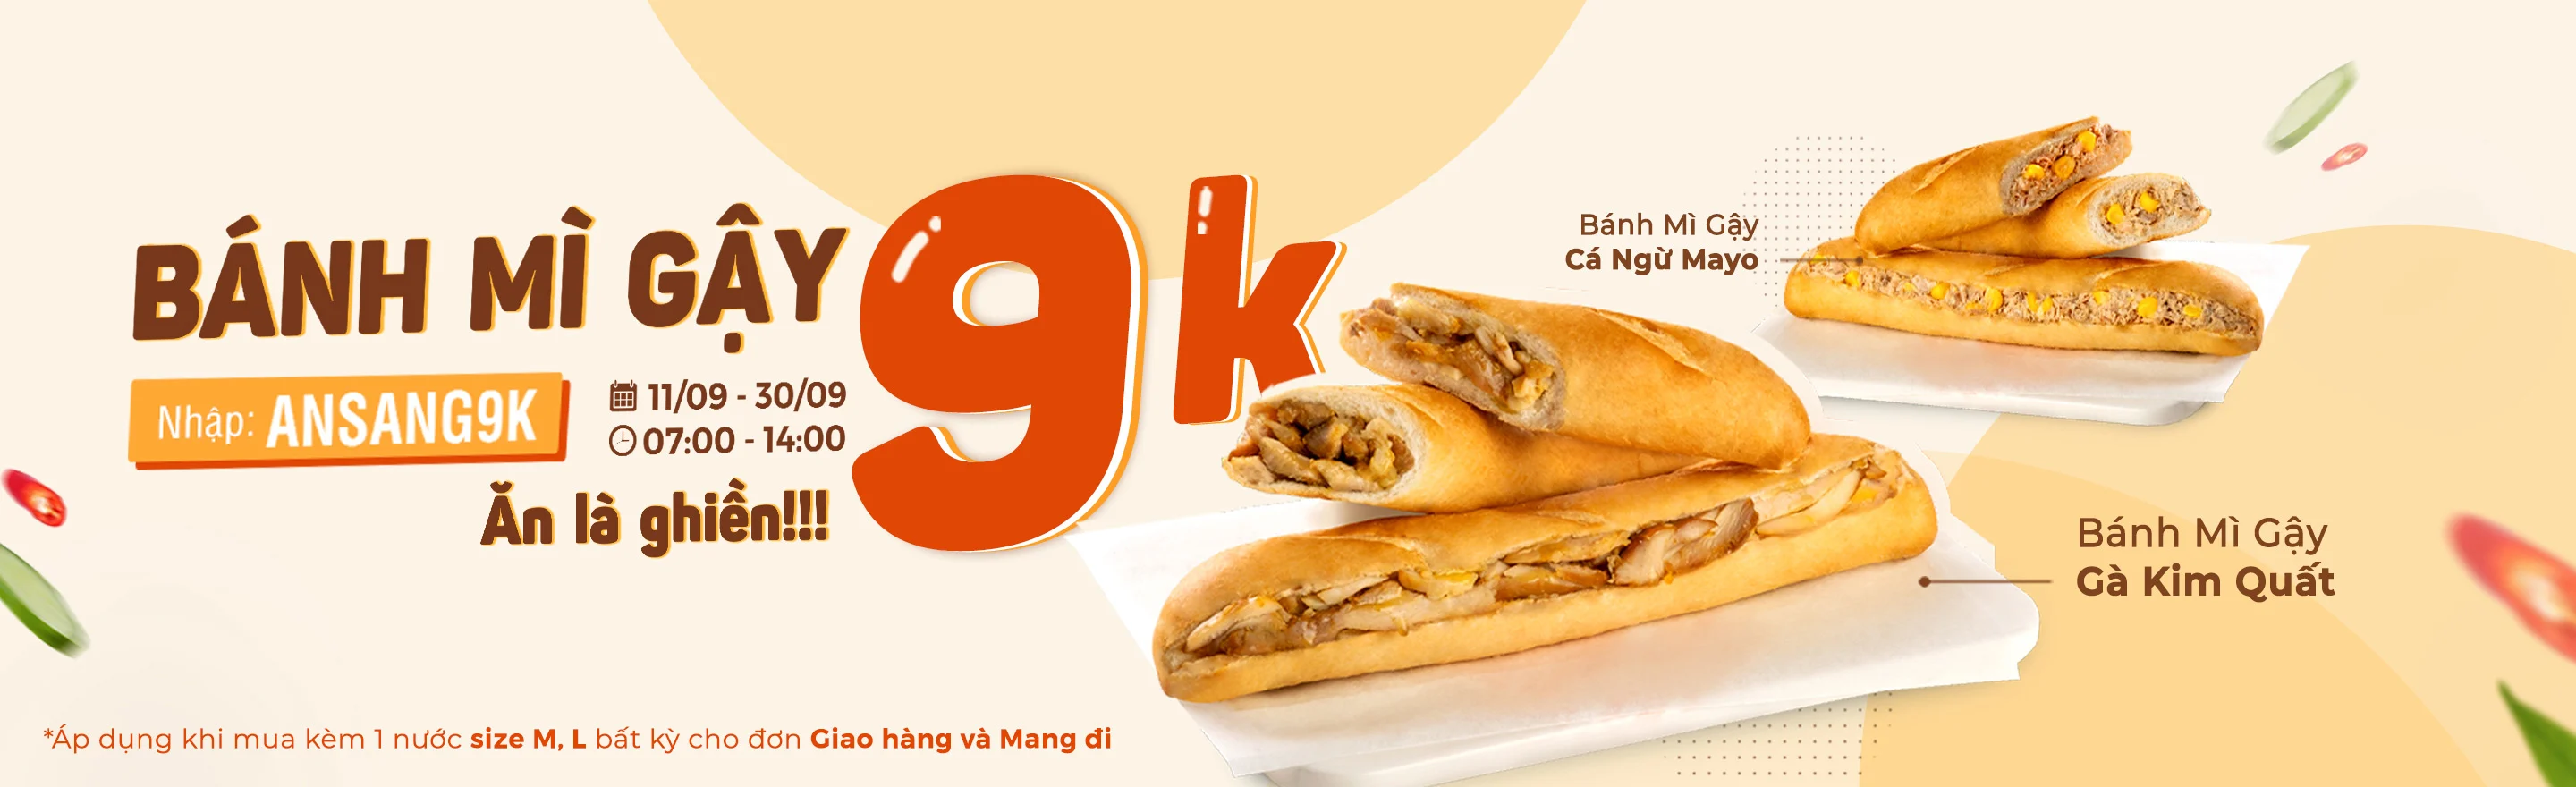 BÁNH MÌ GẬY
9k
Nhập: ANSANG9K
11/09 - 30/09
07:00 - 14:00
Ăn là ghiền!!!
Bánh Mì Gậy
Cá Ngừ Mayo
Bánh Mì Gậy
Gà Kim Quất
*Áp dụng khi mua kèm 1 nước size M, L bất kỳ cho đơn Giao hàng và Mang đi